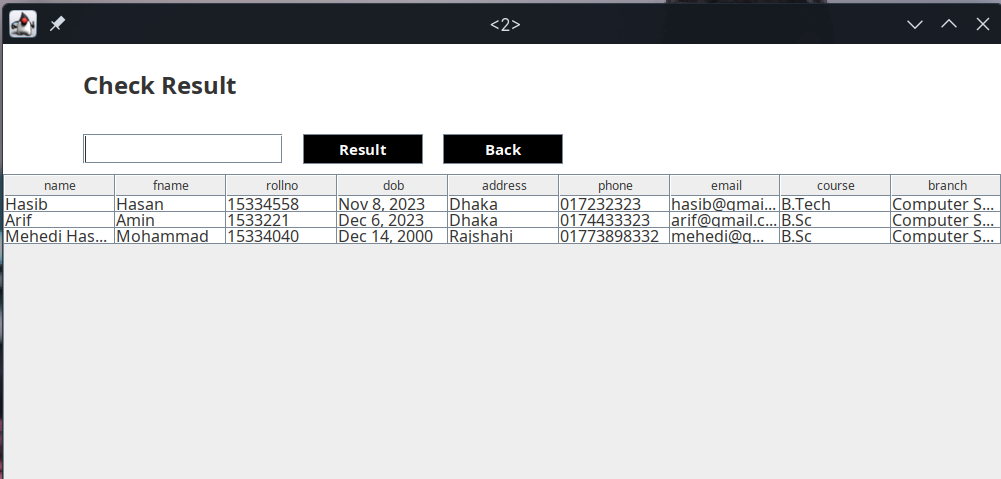 <2>
Check Result
Result Back
name fname rollno dob address phone email course branch
Hasib Hasan 15334558 Nov 8, 2023 Dhaka 017232323 hasib@gmai... B.Tech Computer S...
Arif Amin 1533221 Dec 6, 2023 Dhaka 0174433323 arif@gmail.c... B.Sc Computer S...
Mehedi Has... Mohammad 15334040 Dec 14, 2000 Rajshahi 01773898332 mehedi@g... B.Sc Computer S...